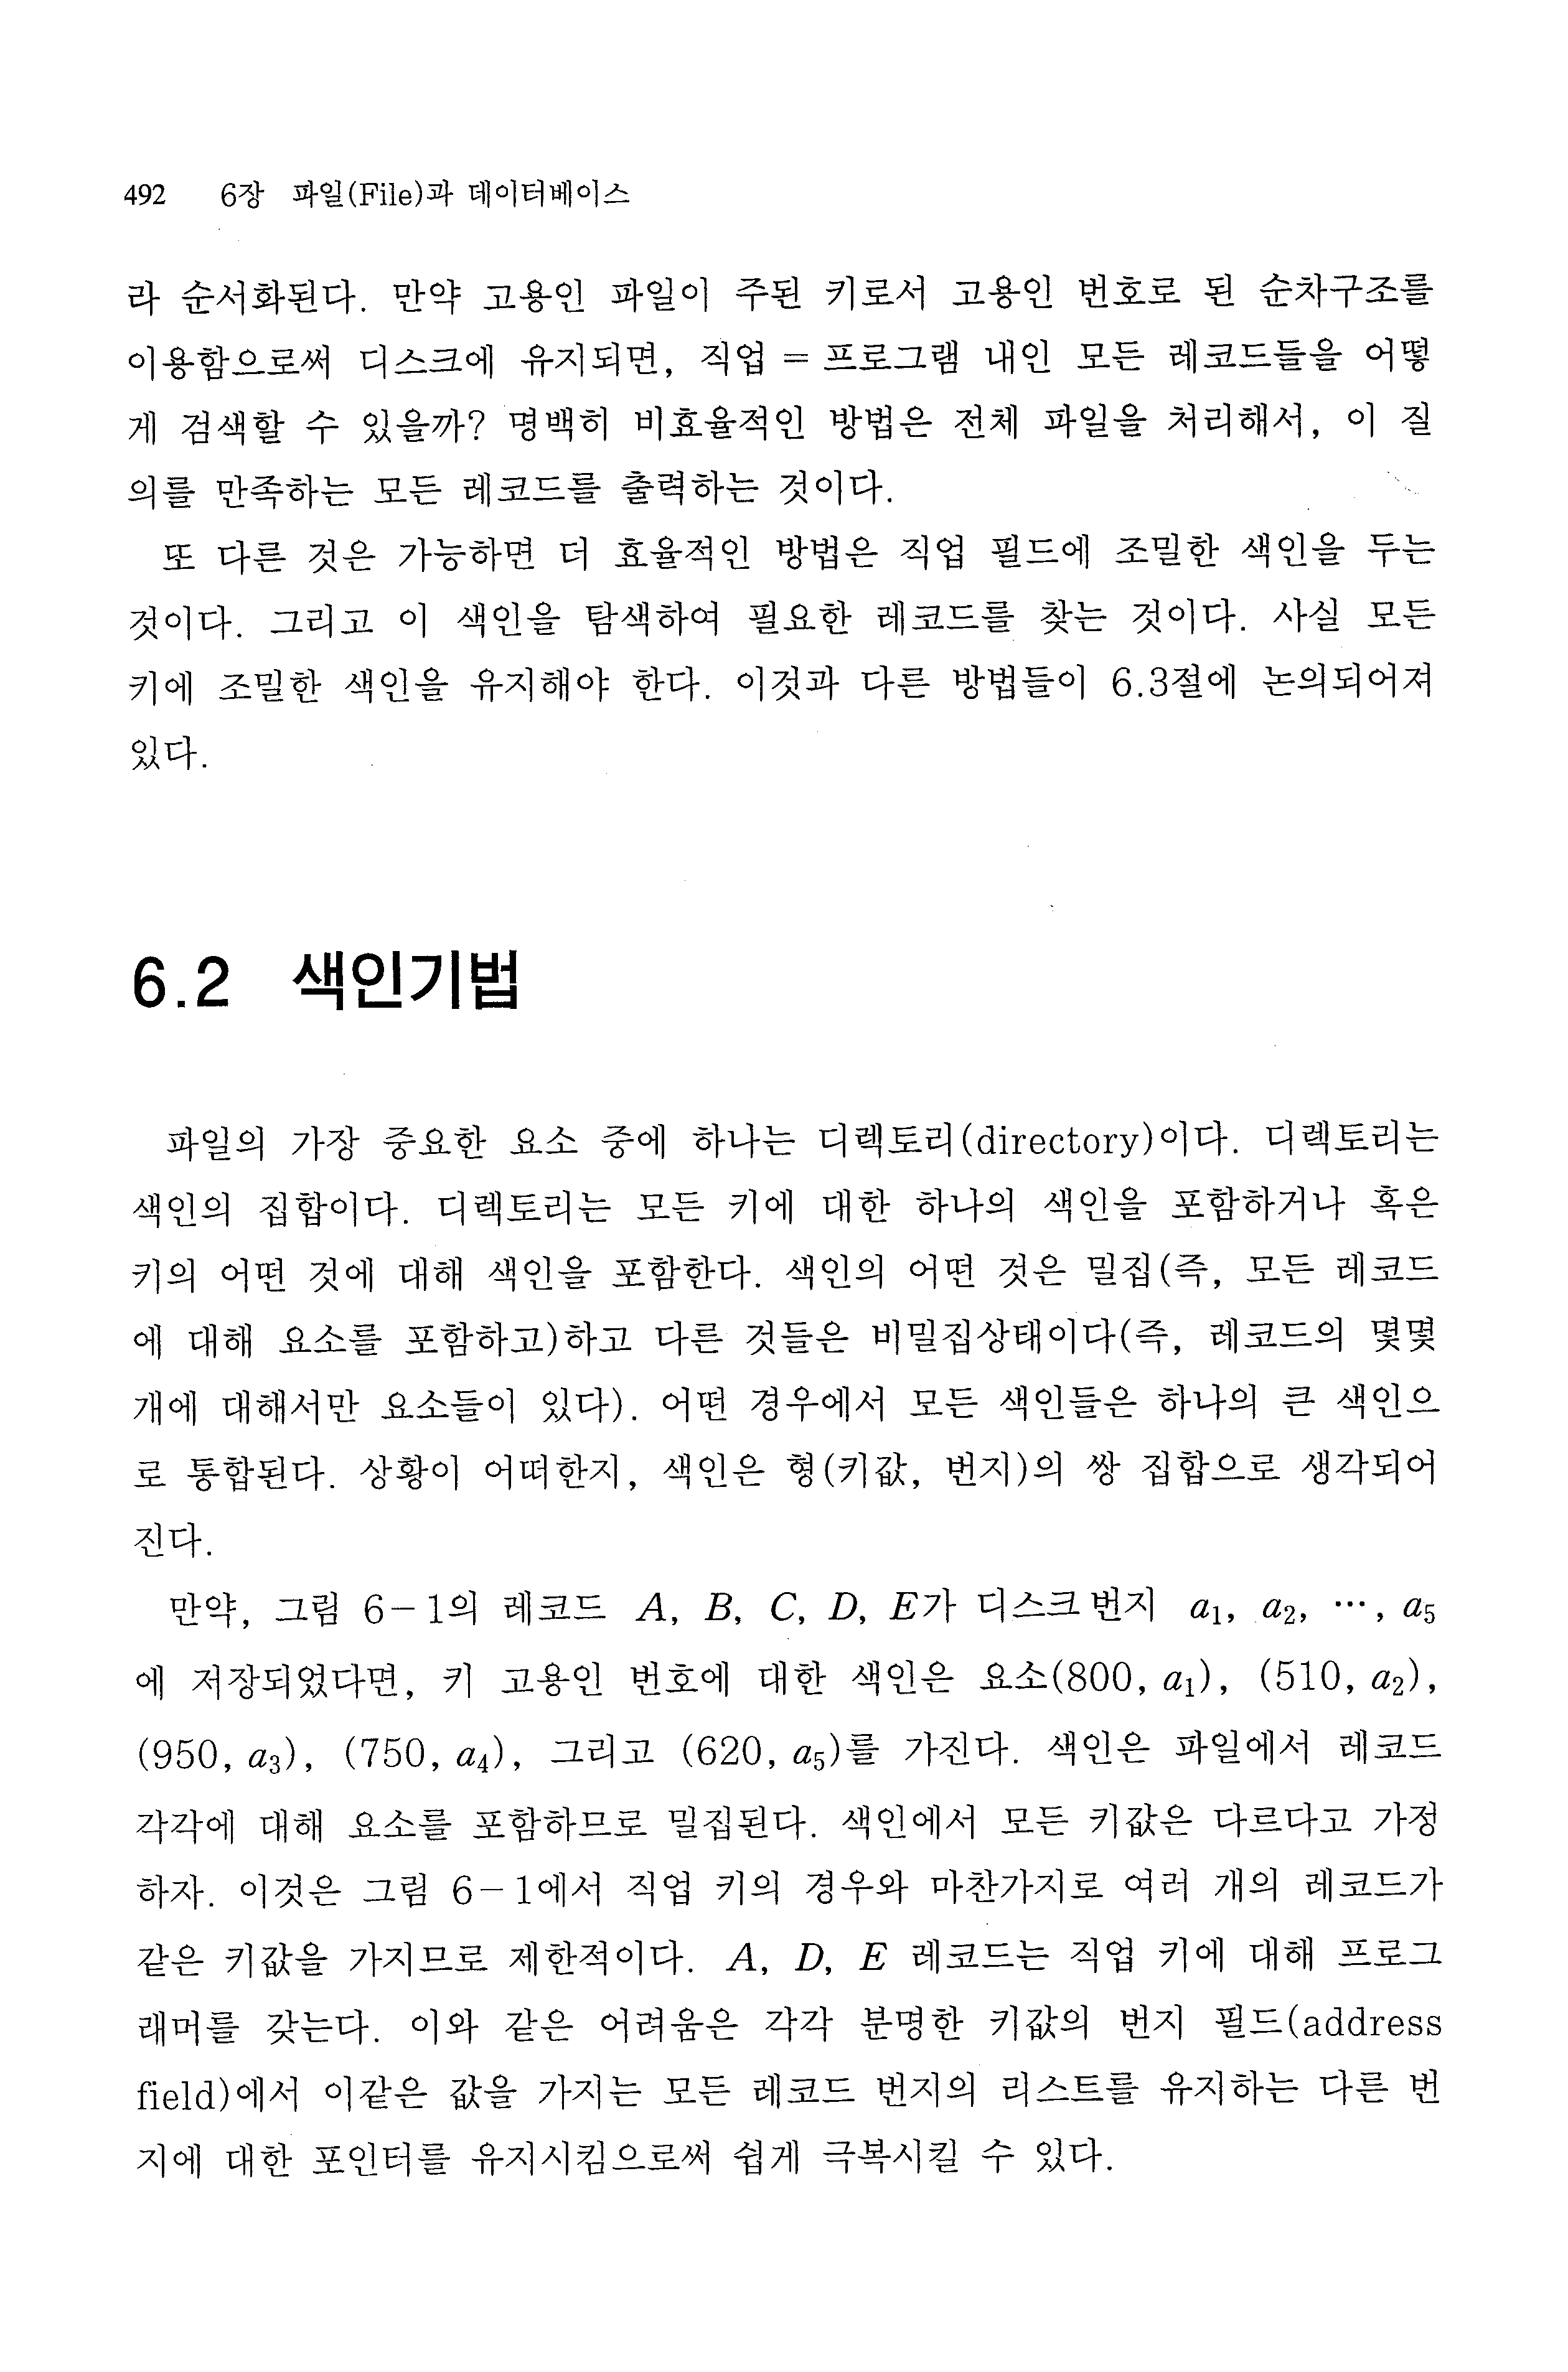 492 6장 파일(File)과 데이터베이스
라 순서화된다. 만약 고용인 파일이 주된 키로서 고용인 번호로 된 순차구조를
이용함으로써 디스크에 유지되면, 직업 = 프로그램 내인 모든 레코드들을 어떻
게 검색할 수 있을까? 명백히 비효율적인 방법은 전체 파일을 처리해서, 이 질
의를 만족하는 모든 레코드를 출력하는 것이다.
또 다른 것은 가능하면 더 효율적인 방법은 직업 필드에 조밀한 색인을 두는
것이다. 그리고 이 색인을 탐색하여 필요한 레코드를 찾는 것이다. 사실 모든
키에 조밀한 색인을 유지해야 한다. 이것과 다른 방법들이 6.3절에 논의되어져
있다.
6.2 색인기법
파일의 가장 중요한 요소 중에 하나는 디렉토리(directory)이다. 디렉토리는
색인의 집합이다. 디렉토리는 모든 키에 대한 하나의 색인을 포함하거나 혹은
키의 어떤 것에 대해 색인을 포함한다. 색인의 어떤 것은 밀집(즉, 모든 레코드
에 대해 요소를 포함하고)하고 다른 것들은 비밀집상태이다(즉, 레코드의 몇몇
개에 대해서만 요소들이 있다). 어떤 경우에서 모든 색인들은 하나의 큰 색인으
로 통합된다. 상황이 어떠한지, 색인은 형(키값, 번지)의 쌍 집합으로 생각되어
진다.
만약, 그림 6-1의 레코드 A, B, C, D, E가 디스크번지 a₁, a₂, …, a₅
에 저장되었다면, 키 고용인 번호에 대한 색인은 요소(800, a₁), (510, a₂),
(950, a₃), (750, a₄), 그리고 (620, a₅)를 가진다. 색인은 파일에서 레코드
각각에 대해 요소를 포함하므로 밀집된다. 색인에서 모든 키값은 다르다고 가정
하자. 이것은 그림 6-1에서 직업 키의 경우와 마찬가지로 여러 개의 레코드가
같은 키값을 가지므로 제한적이다. A, D, E 레코드는 직업 키에 대해 프로그
래머를 갖는다. 이와 같은 어려움은 각각 분명한 키값의 번지 필드(address
field)에서 이같은 값을 가지는 모든 레코드 번지의 리스트를 유지하는 다른 번
지에 대한 포인터를 유지시킴으로써 쉽게 극복시킬 수 있다.